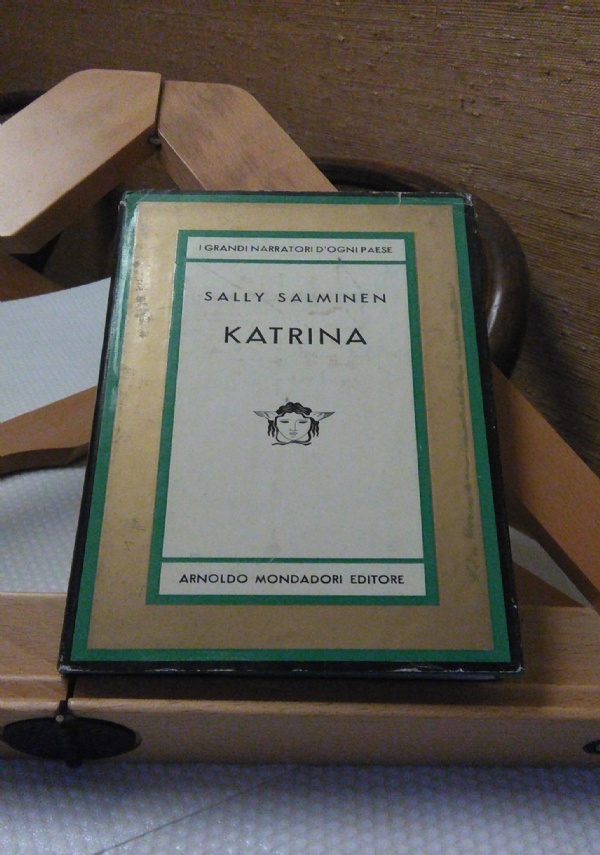 I GRANDI NARRATORI D'OGNI PAESE
SALLY SALMINEN
KATRINA
ARNOLDO MONDADORI EDITORE